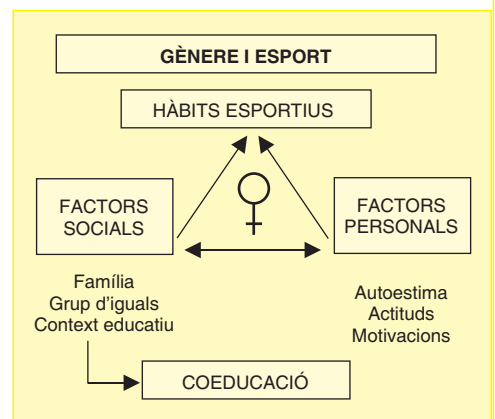 GÈNERE I ESPORT
HÀBITS ESPORTIUS
FACTORS
SOCIALS
FACTORS
PERSONALS
Família
Grup d'iguals
Context educatiu
Autoestima
Actituds
Motivacions
COEDUCACIÓ